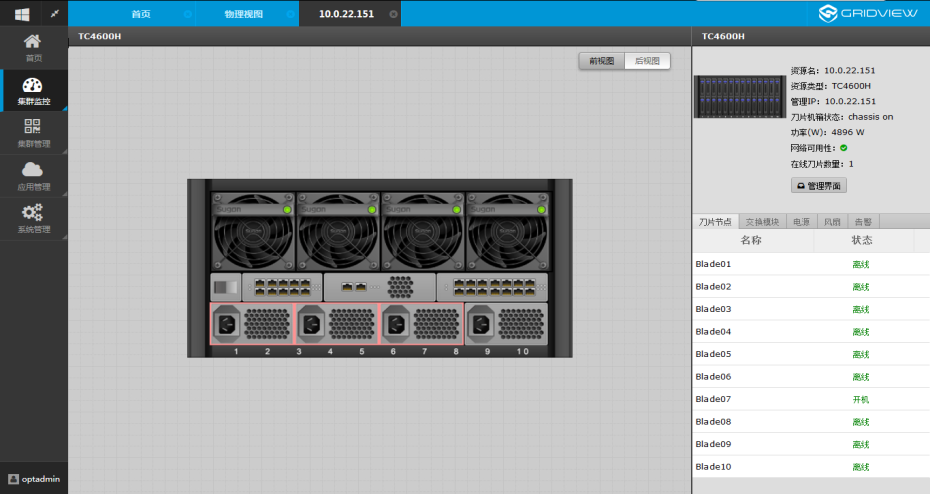 首页
物理视图
10.0.22.151
GRIDVIEW
首页
集群监控
集群管理
应用管理
系统管理
optadmin
TC4600H
前视图
后视图
Sugon
Sugon
Sugon
Sugon
1 2 3 4 5 6 7 8 9 10
TC4600H
资源名: 10.0.22.151
资源类型: TC4600H
管理IP: 10.0.22.151
刀片机箱状态: chassis on
功率(W): 4896 W
网络可用性:
在线刀片数量: 1
管理界面
刀片节点 交换模块 电源 风扇 告警
名称 状态
Blade01 离线
Blade02 离线
Blade03 离线
Blade04 离线
Blade05 离线
Blade06 离线
Blade07 开机
Blade08 离线
Blade09 离线
Blade10 离线